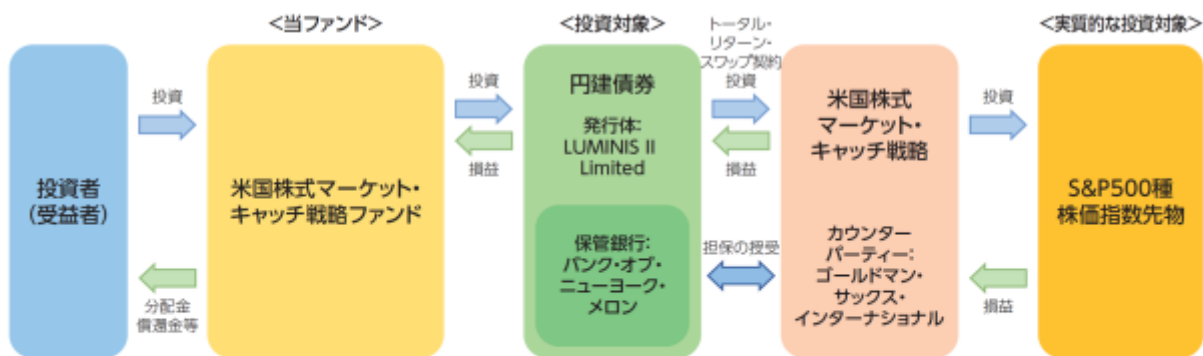 <当ファンド>
<投資対象>
トータル・
リターン・
スワップ契約
<実質的な投資対象>
投資者
(受益者)
投資
分配金
償還金等
米国株式マーケット・
キャッチ戦略ファンド
投資
損益
円建債券
発行体:
LUMINIS II
Limited
保管銀行:
バンク・オブ・
ニューヨーク・
メロン
投資
損益
担保の授受
米国株式
マーケット・
キャッチ戦略
カウンター
パーティー:
ゴールドマン・
サックス・
インターナショナル
投資
損益
S&P500種
株価指数先物